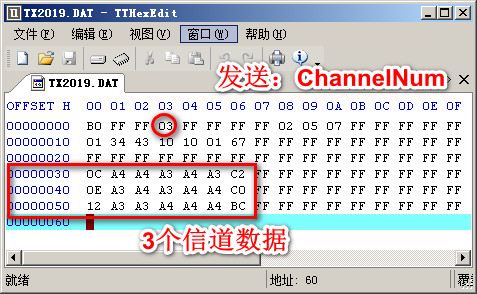 TX2019.DAT - TTHexEdit
文件(F) 编辑(E) 视图(V) 窗口(W) 帮助(H)
发送：ChannelNum
TX2019.DAT
OFFSET H 00 01 02 03 04 05 06 07 08 09 0A 0B 0C 0D 0E 0F
00000000 B0 FF FF 03 FF FF FF FF 02 05 07 FF FF FF FF FF
00000010 01 34 43 10 10 01 67 FF FF FF FF FF FF FF FF FF
00000020 FF FF FF FF FF FF FF FF FF FF FF FF FF FF FF FF
00000030 0C A4 A4 A3 A4 A3 C2 FF FF FF FF FF FF FF FF FF
00000040 0E A3 A4 A3 A4 A4 C0 FF FF FF FF FF FF FF FF FF
00000050 12 A3 A3 A4 A4 A4 BC FF FF FF FF FF FF FF FF FF
00000060
3个信道数据
就绪 地址: 60